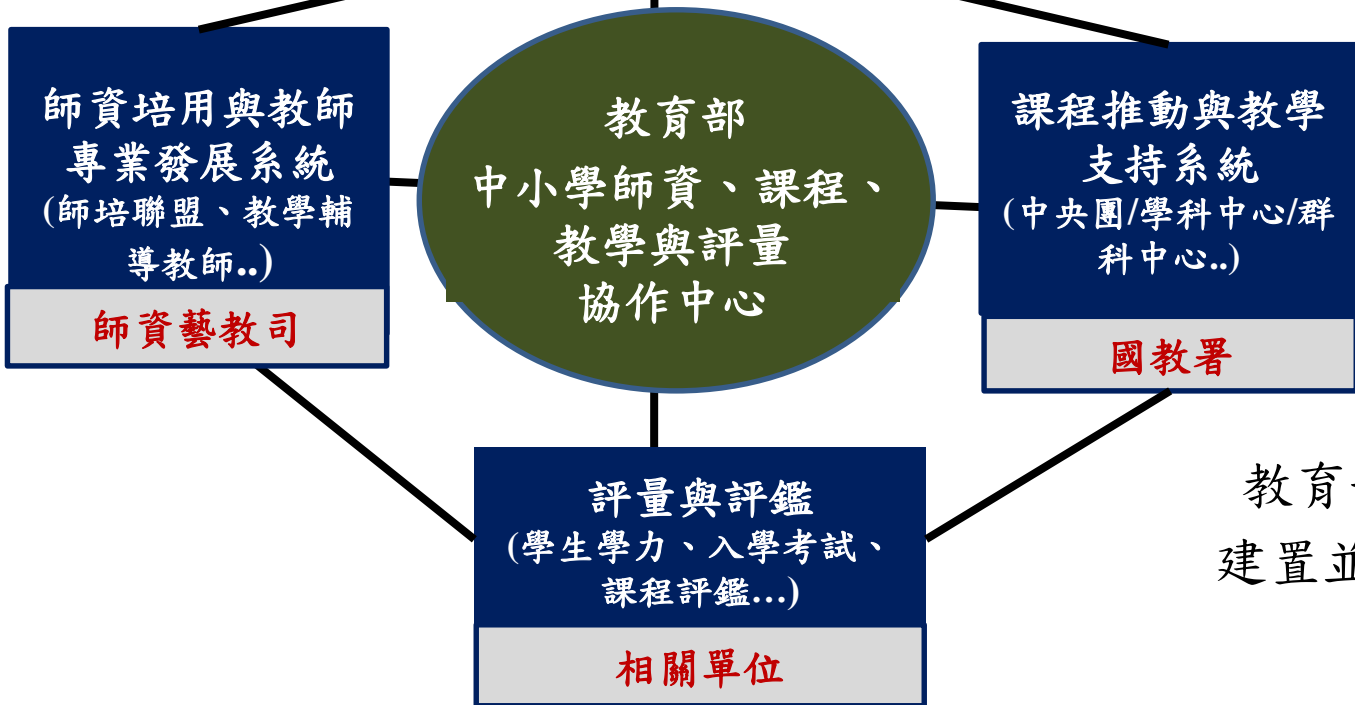 師資培用與教師
專業發展系統
(師培聯盟、教學輔
導教師..)
師資藝教司
教育部
中小學師資、課程、
教學與評量
協作中心
課程推動與教學
支持系統
(中央團/學科中心/群
科中心..)
國教署
評量與評鑑
(學生學力、入學考試、
課程評鑑…)
相關單位
教育
建置並